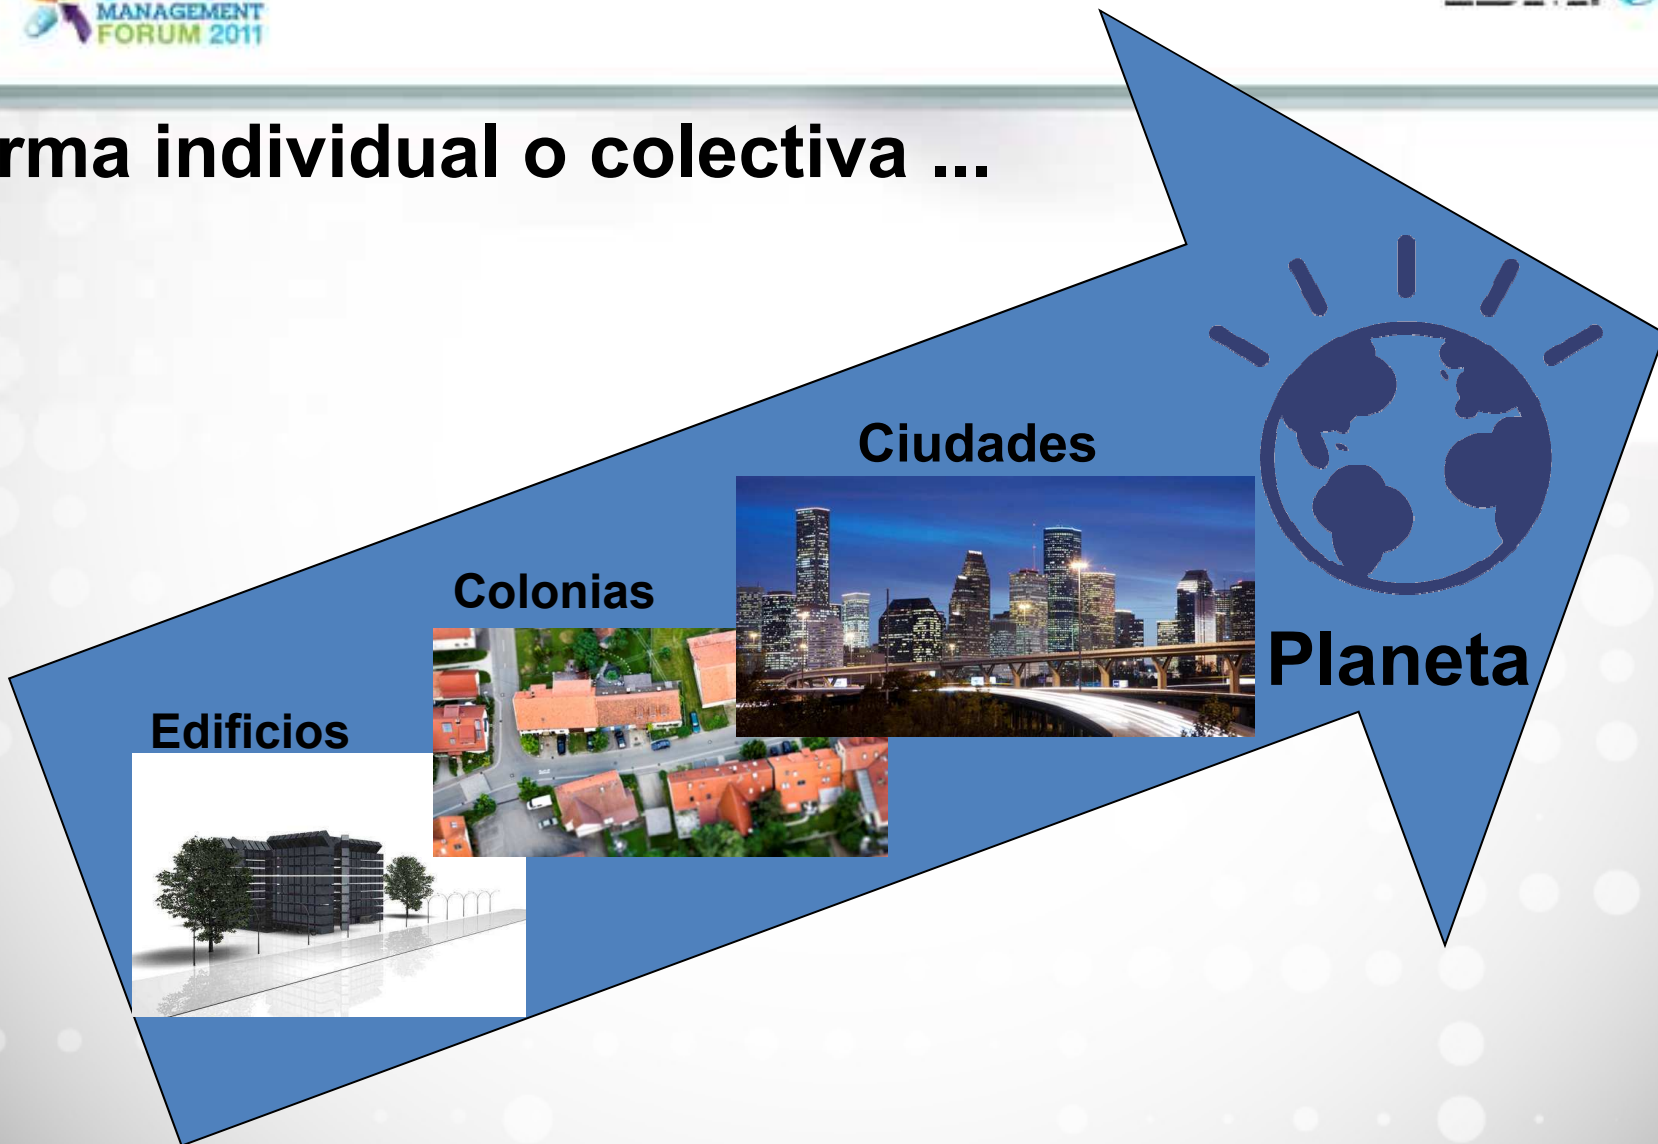 MANAGEMENT
FORUM 2011
rma individual o colectiva ...
Ciudades
Colonias
Planeta
Edificios